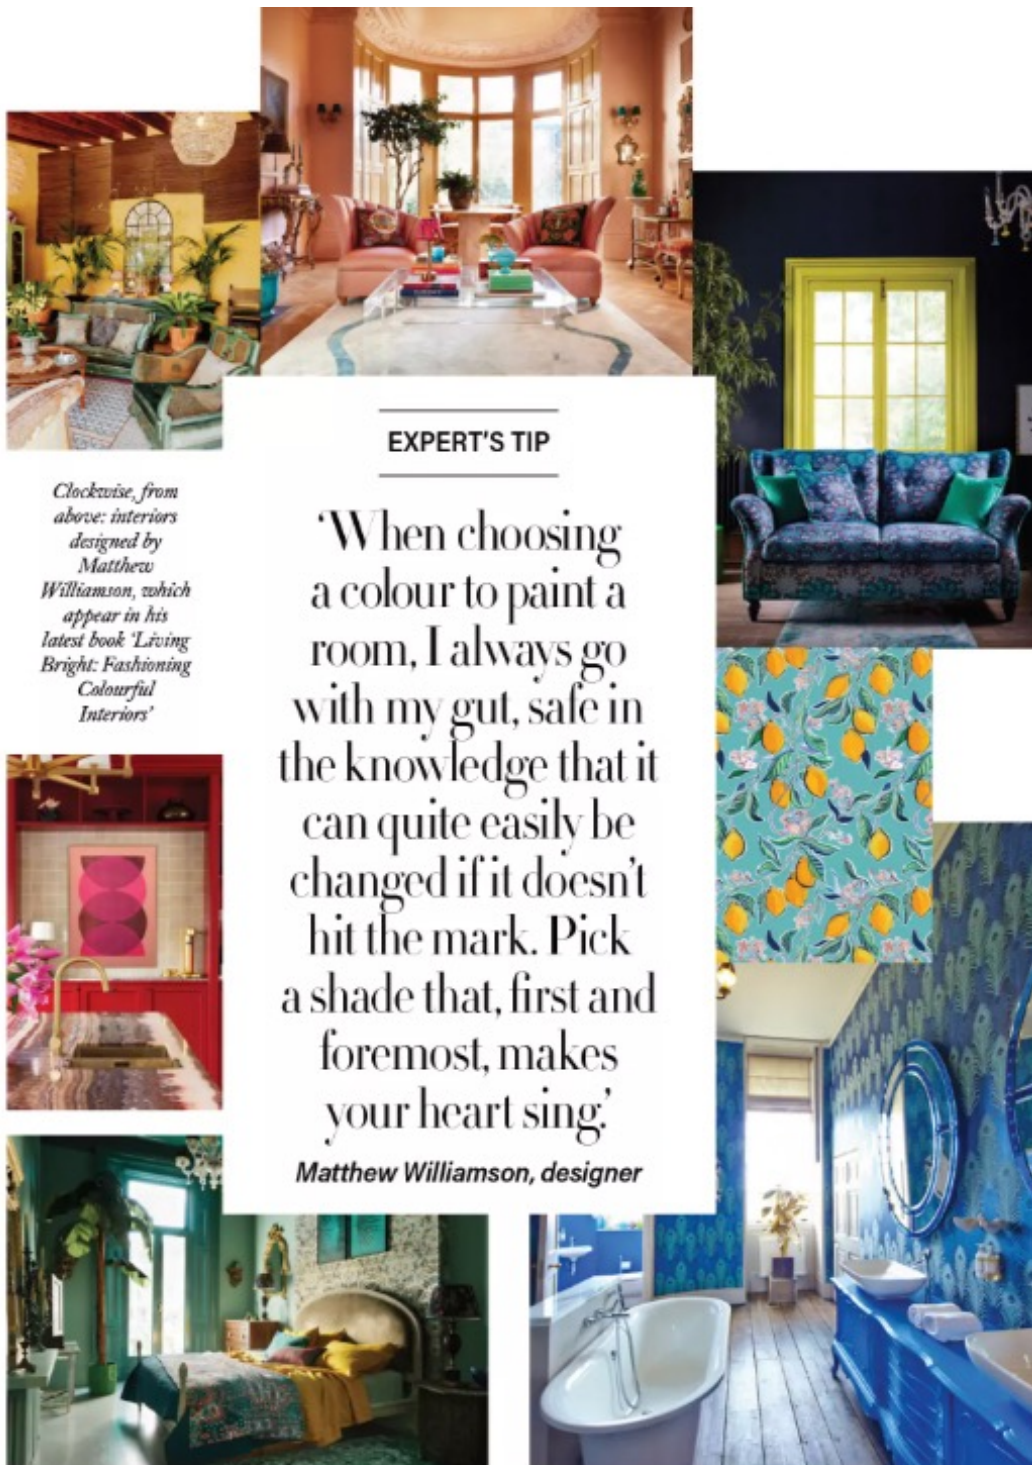 EXPERT'S TIP
Clockwise, from
above: interiors
designed by
Matthew
Williamson, which
appear in his
latest book ‘Living
Bright: Fashioning
Colourful
Interiors’
‘When choosing
a colour to paint a
room, I always go
with my gut, safe in
the knowledge that it
can quite easily be
changed if it doesn’t
hit the mark. Pick
a shade that, first and
foremost, makes
your heart sing.’
Matthew Williamson, designer